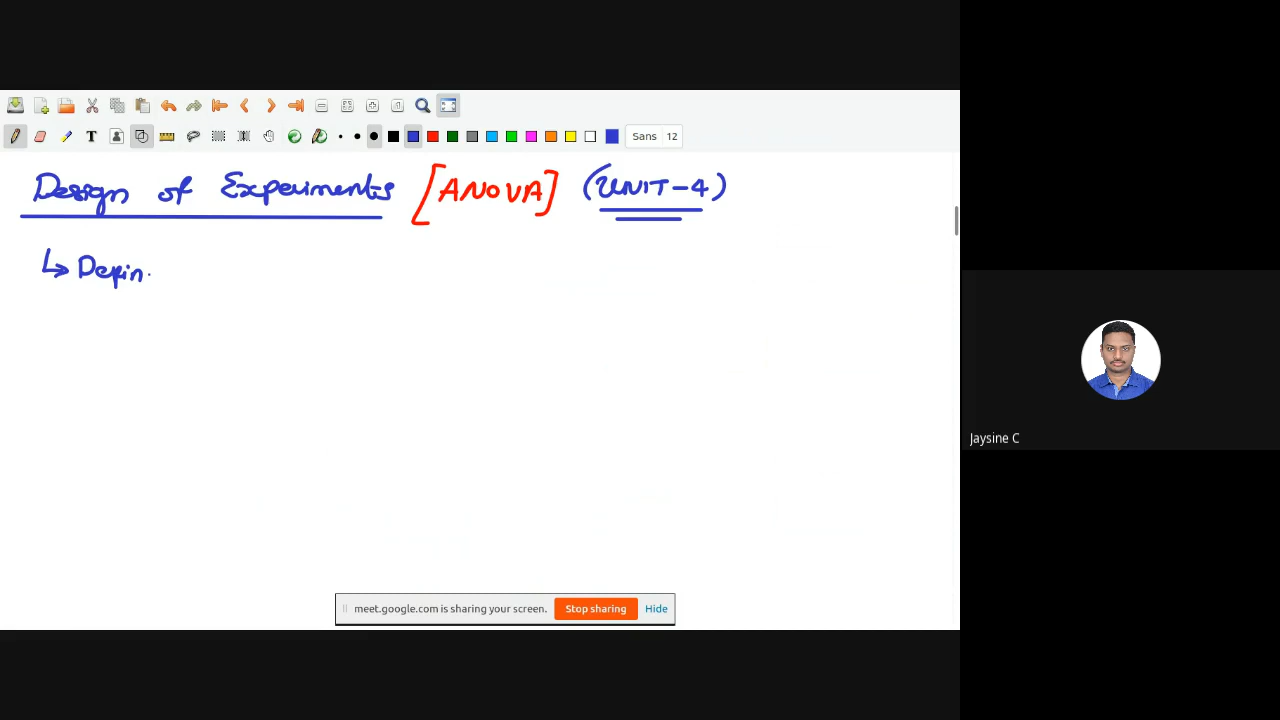 Sans 12
Design of Experiments [ANOVA] (UNIT-4)
↳ Defin
meet.google.com is sharing your screen. Stop sharing Hide
Jaysine C